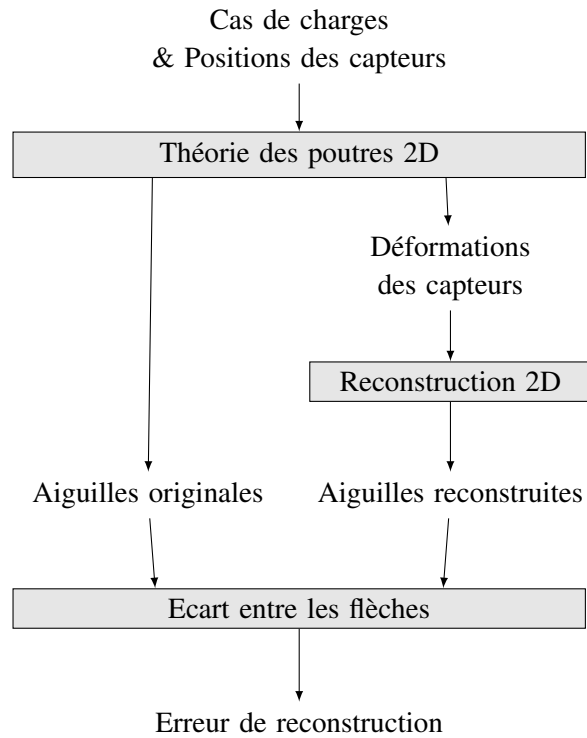 Cas de charges
& Positions des capteurs
Théorie des poutres 2D
Déformations
des capteurs
Reconstruction 2D
Aiguilles originales
Aiguilles reconstruites
Ecart entre les flèches
Erreur de reconstruction